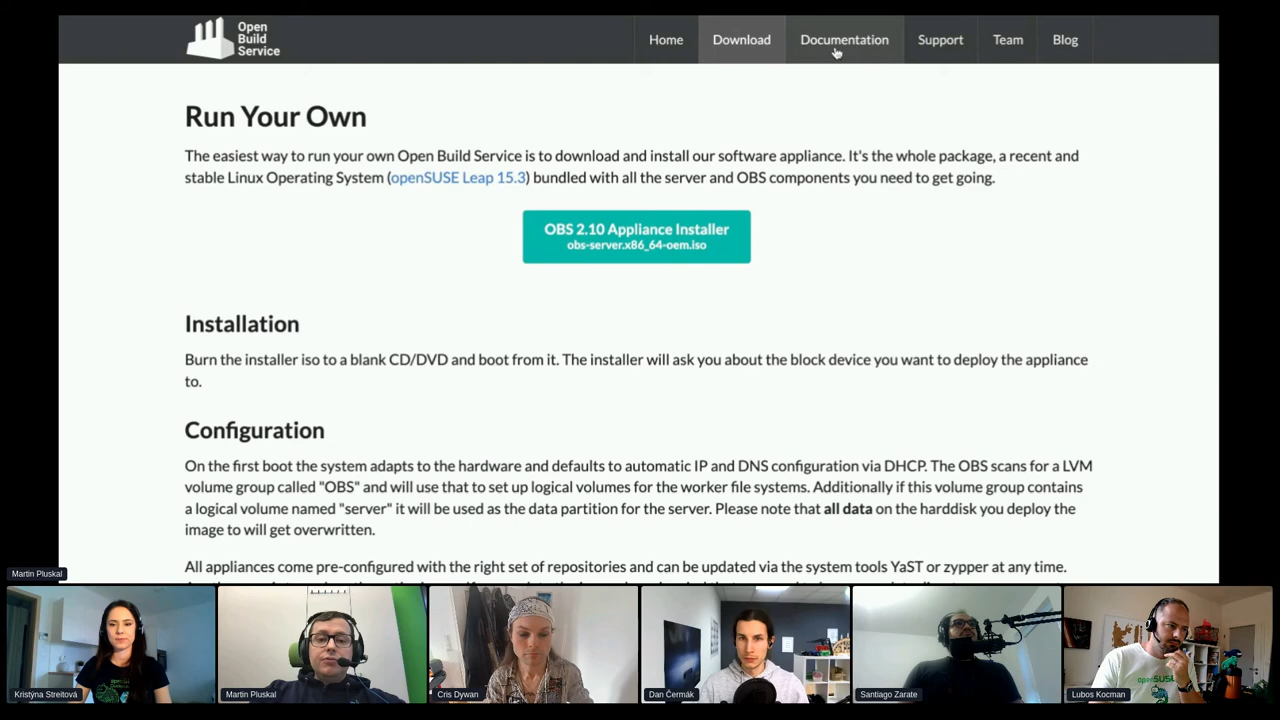 Open
Build
Service
Home
Download
Documentation
Support
Team
Blog
Run Your Own
The easiest way to run your own Open Build Service is to download and install our software appliance. It's the whole package, a recent and
stable Linux Operating System (openSUSE Leap 15.3) bundled with all the server and OBS components you need to get going.
OBS 2.10 Appliance Installer
obs-server.x86_64-oem.iso
Installation
Burn the installer iso to a blank CD/DVD and boot from it. The installer will ask you about the block device you want to deploy the appliance
to.
Configuration
On the first boot the system adapts to the hardware and defaults to automatic IP and DNS configuration via DHCP. The OBS scans for a LVM
volume group called "OBS" and will use that to set up logical volumes for the worker file systems. Additionally if this volume group contains
a logical volume named "server" it will be used as the data partition for the server. Please note that all data on the harddisk you deploy the
image to will get overwritten.
All appliances come pre-configured with the right set of repositories and can be updated via the system tools YaST or zypper at any time.
Martin Pluskal
Kristýna Streitová
Martin Pluskal
Cris Dywan
Dan Čermák
Santiago Zarate
Lubos Kocman
openSUSE